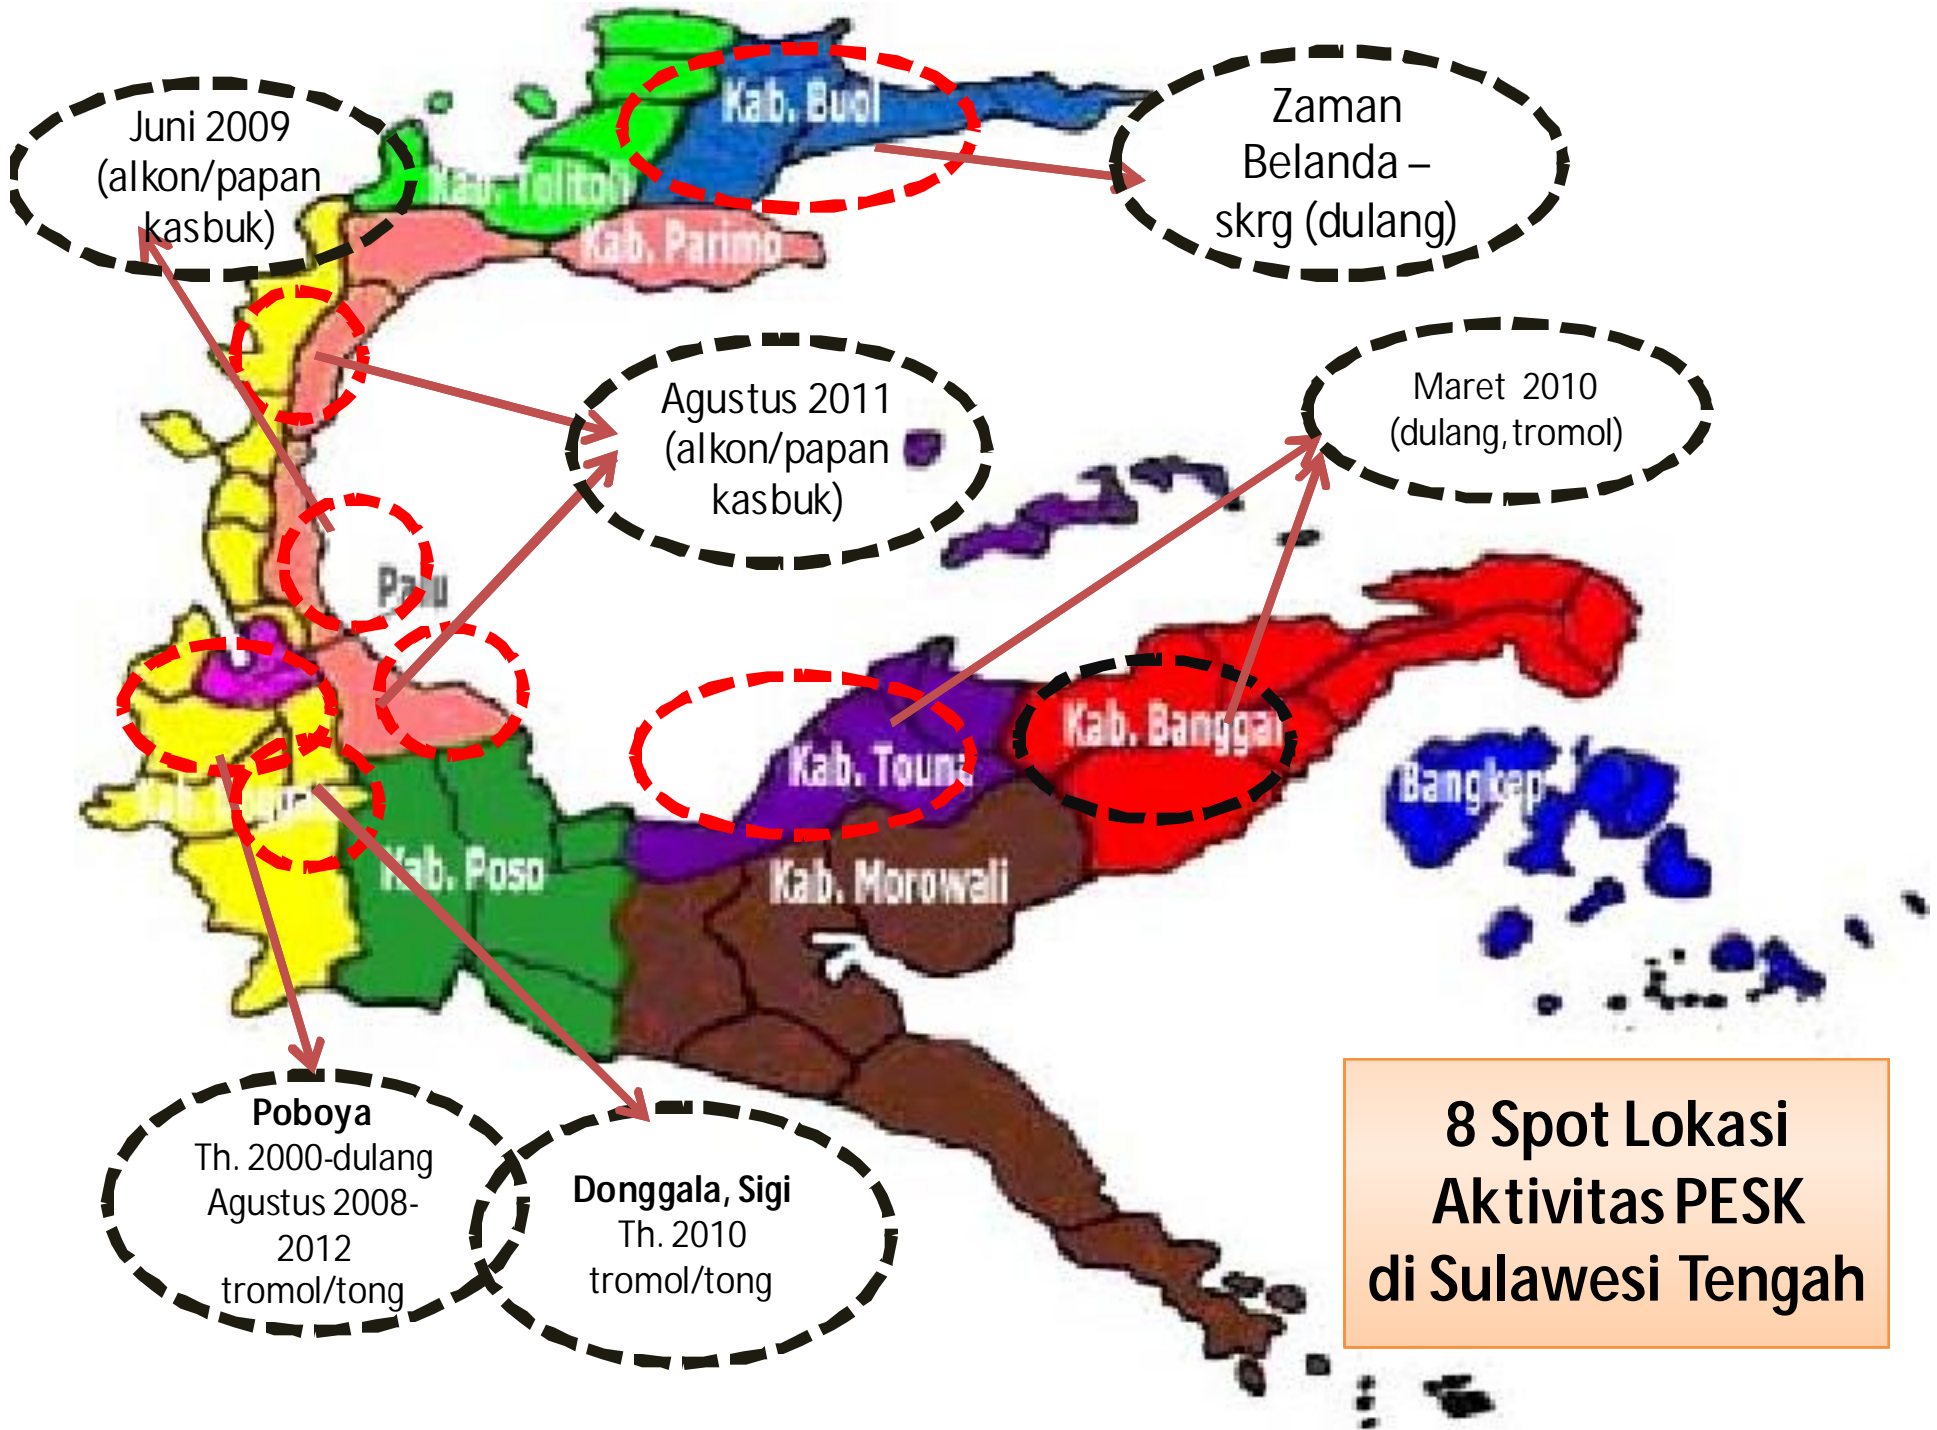 Juni 2009
(alkon/papan
kasbuk)
Kab. Buol
Zaman
Belanda –
skrg (dulang)
Kab. Tolitoli
Kab. Parimo
Agustus 2011
(alkon/papan
kasbuk)
Maret 2010
(dulang,tromol)
Palu
Kab. Touna
Kab. Banggai
Bangkep
Kab. Poso
Kab. Morowali
Poboya
Th. 2000-dulang
Agustus 2008-
2012
tromol/tong
Donggala, Sigi
Th. 2010
tromol/tong
8 Spot Lokasi
Aktivitas PESK
di Sulawesi Tengah